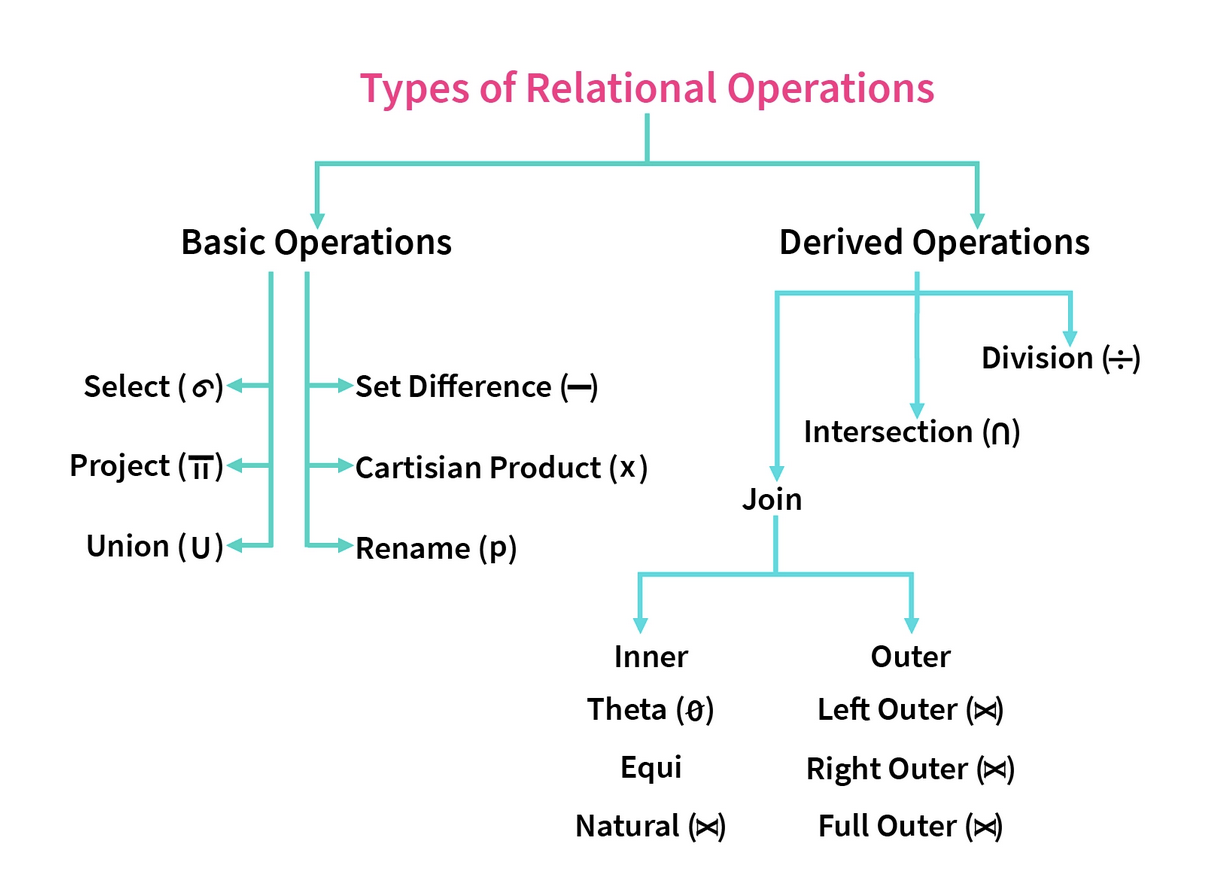 Types of Relational Operations
Basic Operations
Derived Operations
Select (σ)
Project (π)
Union (U)
Set Difference (−)
Cartisian Product (x)
Rename (p)
Division (÷)
Intersection (∩)
Join
Inner
Theta (θ)
Equi
Natural (⋈)
Outer
Left Outer (⋈)
Right Outer (⋈)
Full Outer (⋈)